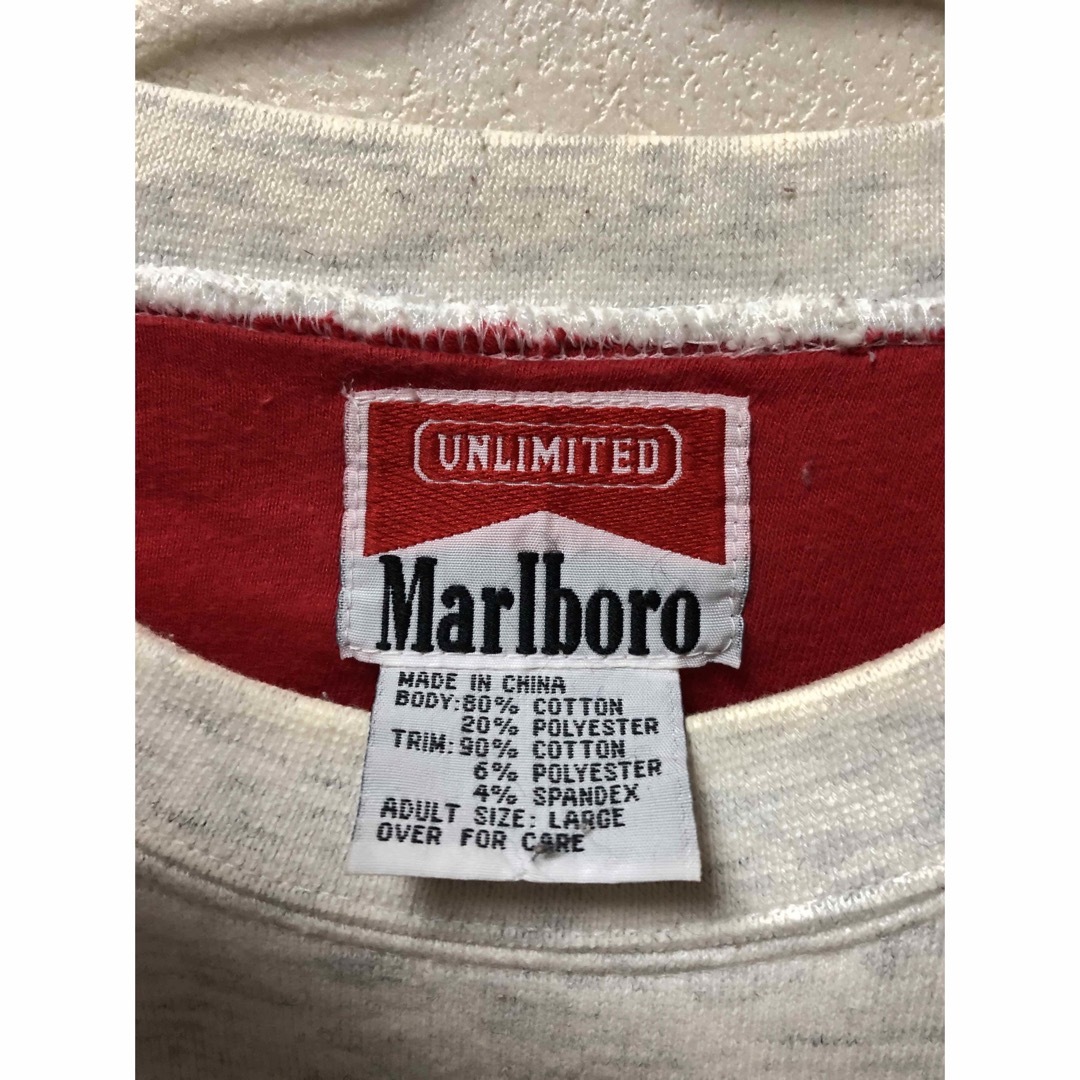 UNLIMITED
Marlboro
MADE IN CHINA
BODY:80% COTTON
20% POLYESTER
TRIM:90% COTTON
6% POLYESTER
4% SPANDEX
ADULT SIZE: LARGE
OVER FOR CARE